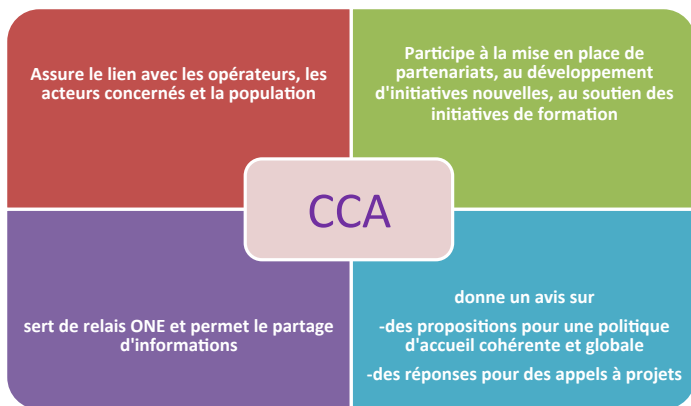 Assure le lien avec les opérateurs, les
acteurs concernés et la population
Participe à la mise en place de
partenariats, au développement
d'initiatives nouvelles, au soutien des
initiatives de formation
CCA
sert de relais ONE et permet le partage
d'informations
donne un avis sur
-des propositions pour une politique
d'accueil cohérente et globale
-des réponses pour des appels à projets